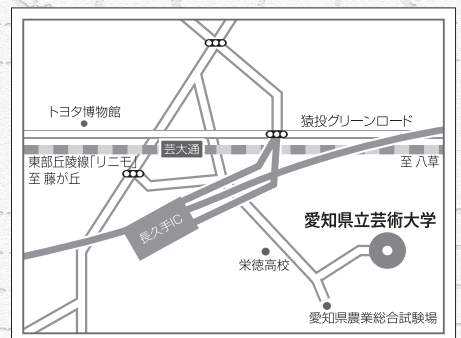 トヨタ博物館
猿投グリーンロード
芸大通
東部丘陵線「リニモ」
至 藤が丘
至 八草
長久手IC
愛知県立芸術大学
栄徳高校
愛知県農業総合試験場